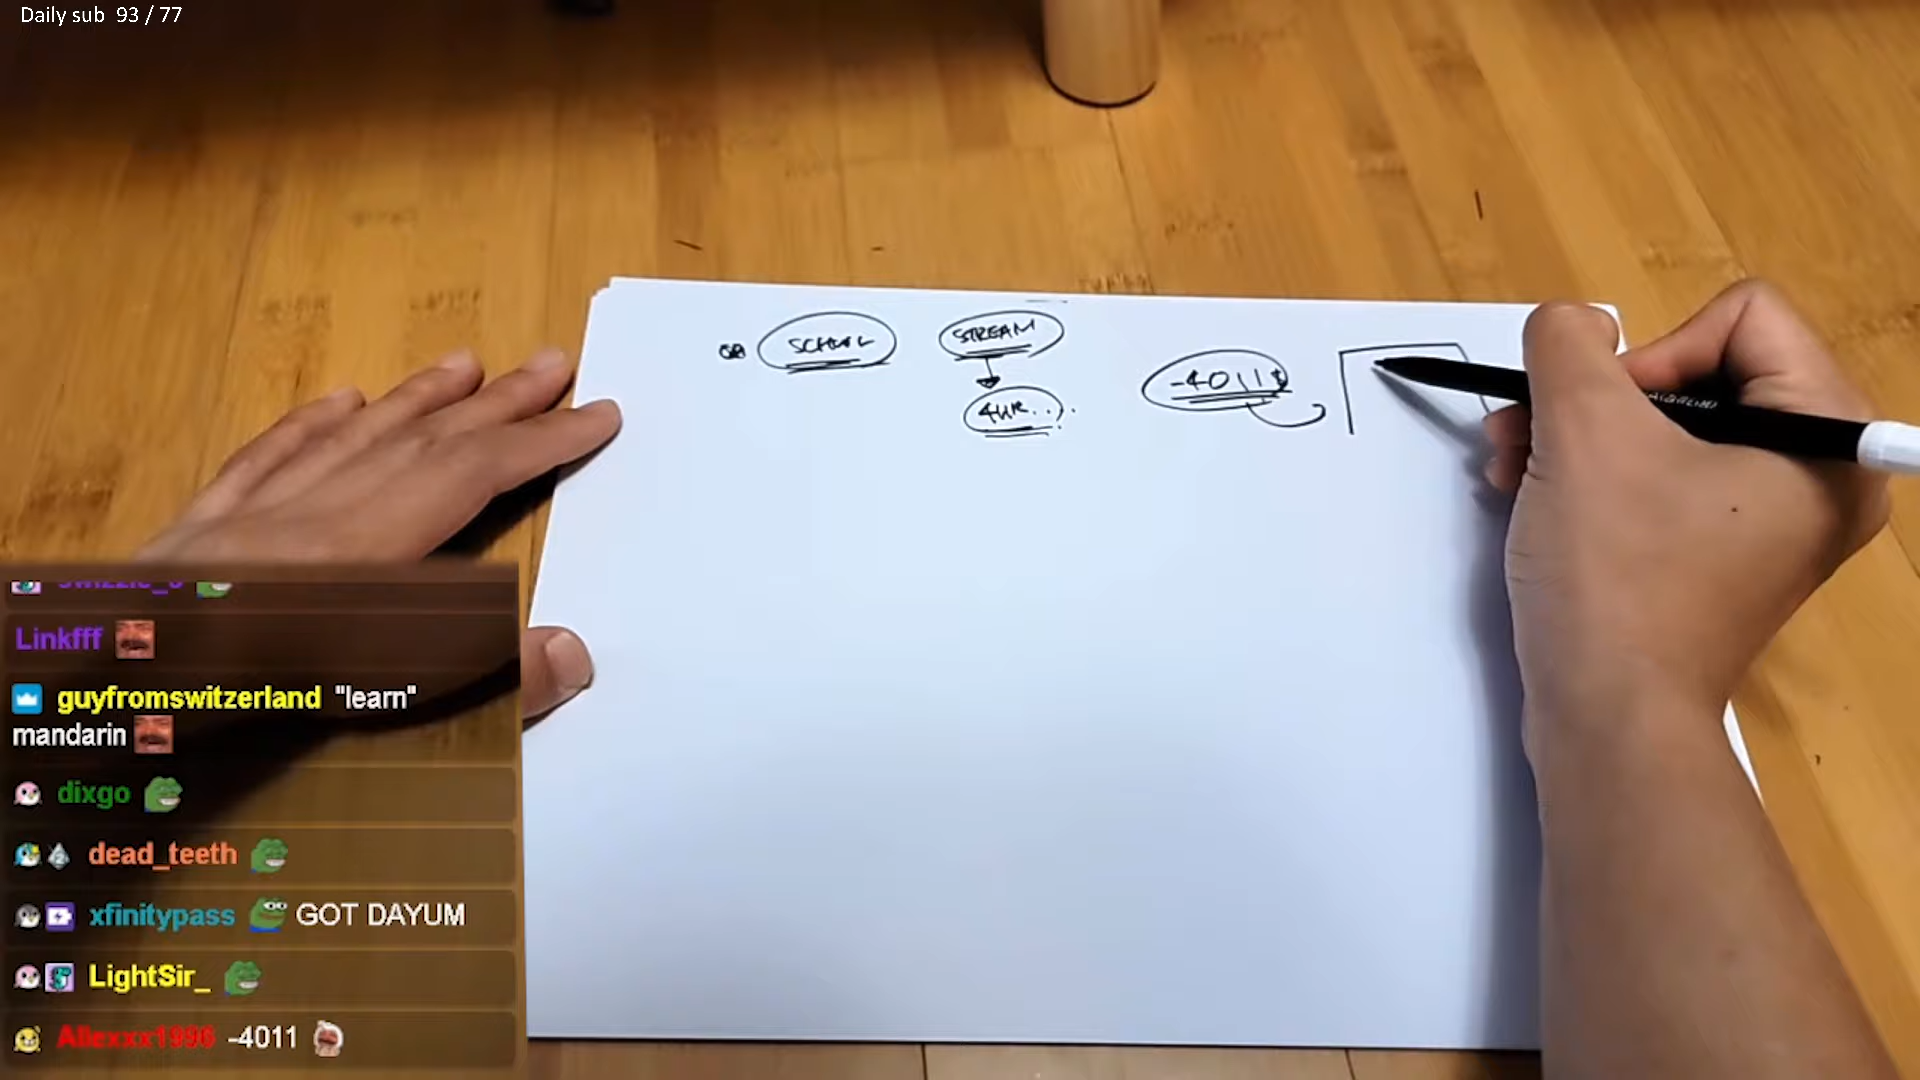 Daily sub 93 / 77
SCHOOL
STREAM
4HR...
-4011$
Linkfff
guyfromswitzerland "learn"
mandarin
dixgo
dead_teeth
xfinitypass GOT DAYUM
LightSir_
Allexxx1996 -4011